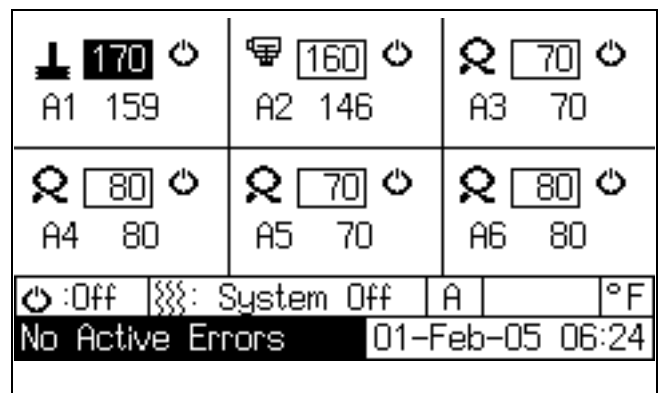 170 160 70
A1 159 A2 146 A3 70
80 70 80
A4 80 A5 70 A6 80
:Off : System Off A °F
No Active Errors 01-Feb-05 06:24